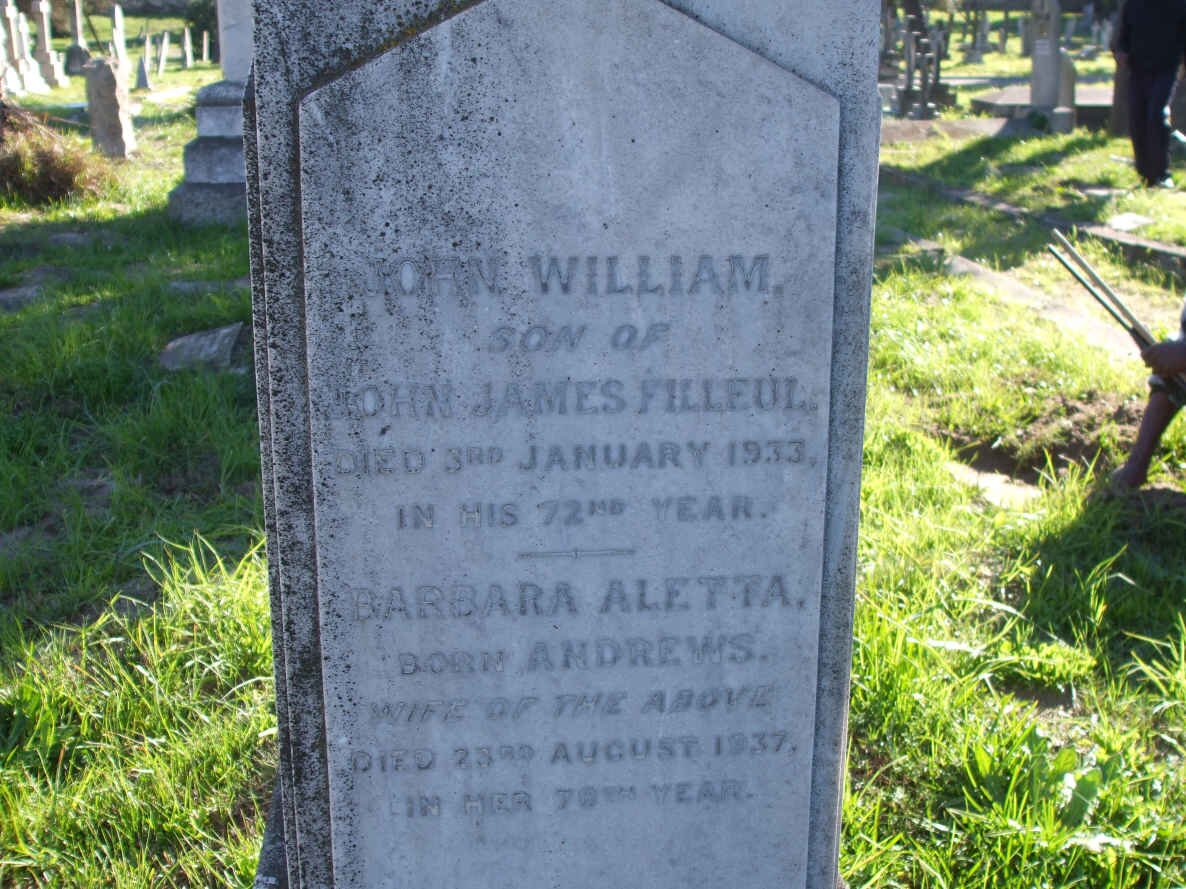 JOHN WILLIAM,
SON OF
JOHN JAMES FILLEUL,
DIED 3RD JANUARY 1933,
IN HIS 72ND YEAR.
BARBARA ALETTA,
BORN ANDREWS.
WIFE OF THE ABOVE
DIED 23RD AUGUST 1937,
IN HER 76TH YEAR.